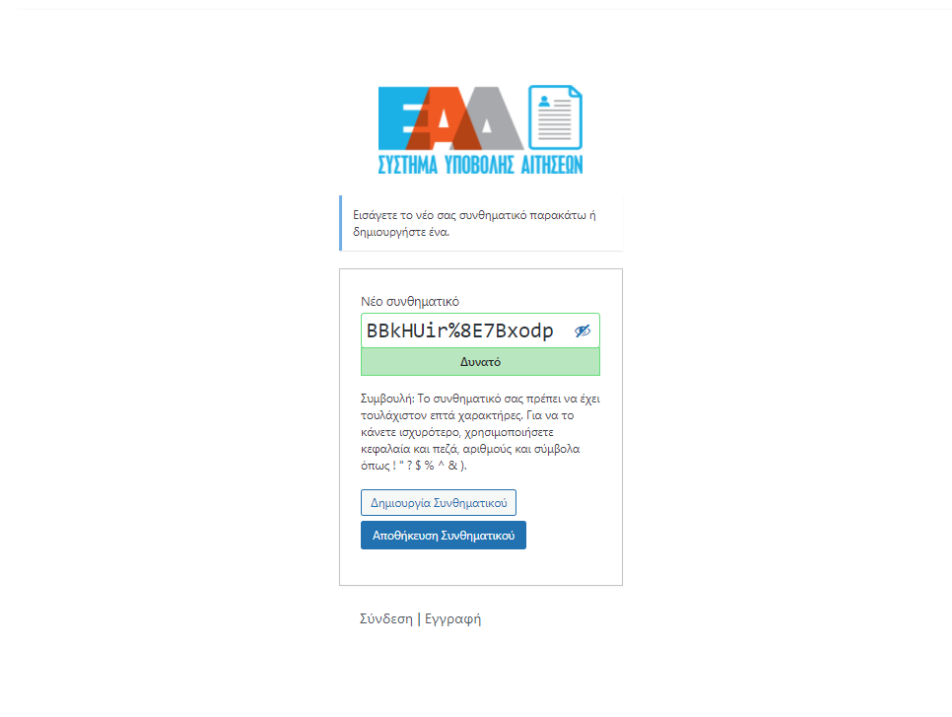 ΕΑΔ
ΣΥΣΤΗΜΑ ΥΠΟΒΟΛΗΣ ΑΙΤΗΣΕΩΝ
Εισάγετε το νέο σας συνθηματικό παρακάτω ή
δημιουργήστε ένα.
Νέο συνθηματικό
BBkHUir%8E7Bxodp
Δυνατό
Συμβουλή: Το συνθηματικό σας πρέπει να έχει
τουλάχιστον επτά χαρακτήρες. Για να το
κάνετε ισχυρότερο, χρησιμοποιήσετε
κεφαλαία και πεζά, αριθμούς και σύμβολα
όπως ! " ? $ % ^ & ).
Δημιουργία Συνθηματικού
Αποθήκευση Συνθηματικού
Σύνδεση | Εγγραφή